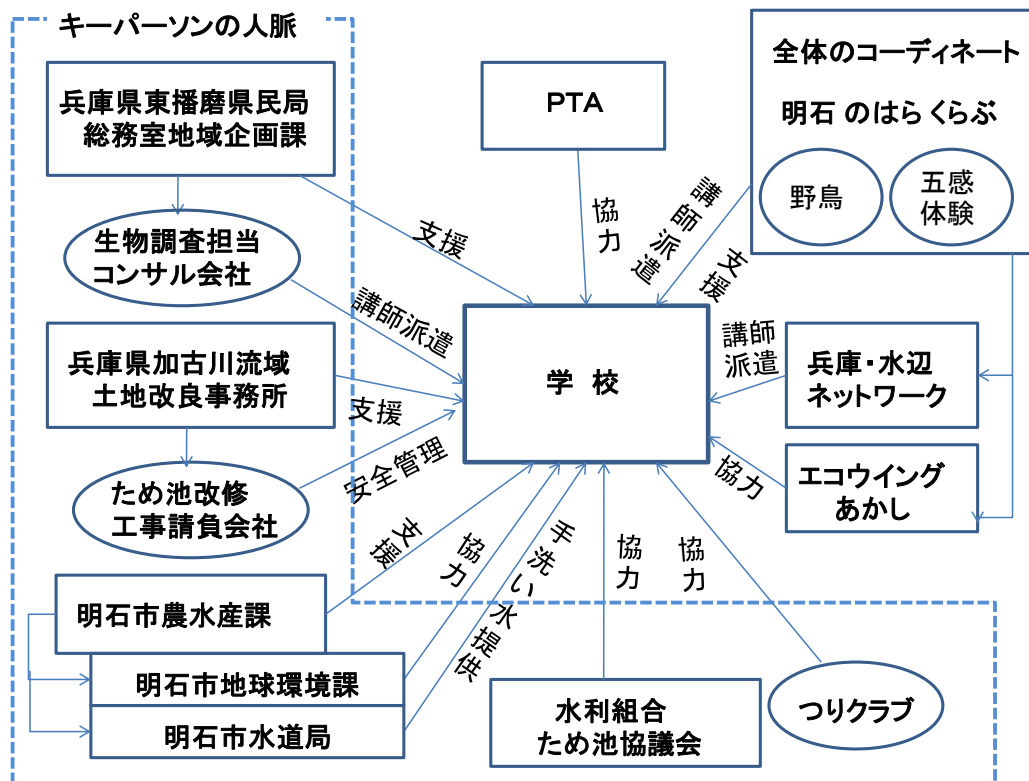 キーパーソンの人脈
兵庫県東播磨県民局
総務室地域企画課
生物調査担当
コンサル会社
兵庫県加古川流域
土地改良事務所
ため池改修
工事請負会社
明石市農水産課
明石市地球環境課
明石市水道局
PTA
全体のコーディネート
明石 のはら くらぶ
野鳥
五感
体験
支援
講師派遣
支援
安全管理
支援
協力
手洗い水提供
協力
協力
協力
講師派遣
支援
講師
派遣
協力
学 校
兵庫・水辺
ネットワーク
エコウイング
あかし
水利組合
ため池協議会
つりクラブ